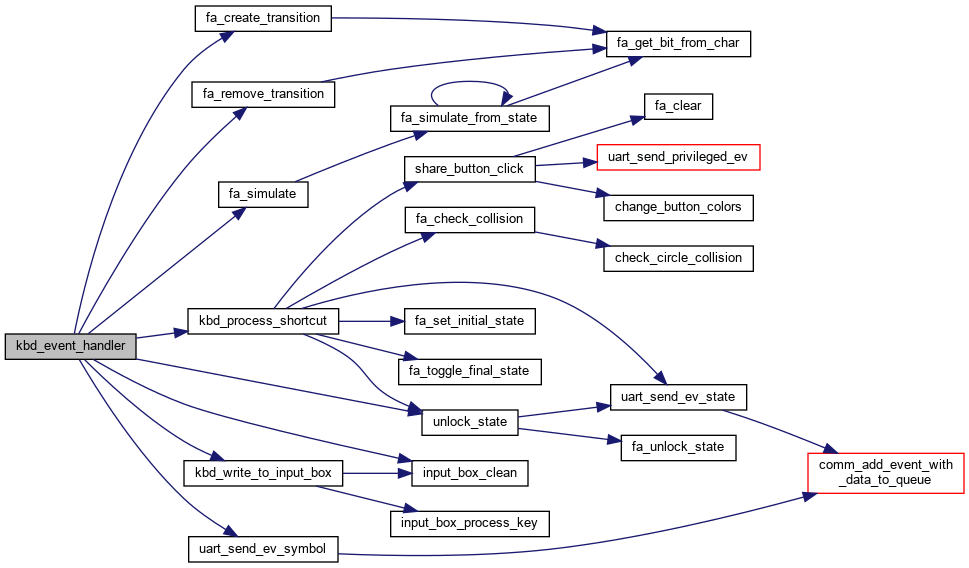 fa_create_transition
fa_get_bit_from_char
fa_remove_transition
fa_simulate_from_state
fa_clear
share_button_click
uart_send_privileged_ev
fa_simulate
change_button_colors
fa_check_collision
check_circle_collision
kbd_process_shortcut
fa_set_initial_state
kbd_event_handler
fa_toggle_final_state
uart_send_ev_state
unlock_state
fa_unlock_state
kbd_write_to_input_box
input_box_clean
comm_add_event_with
_data_to_queue
input_box_process_key
uart_send_ev_symbol